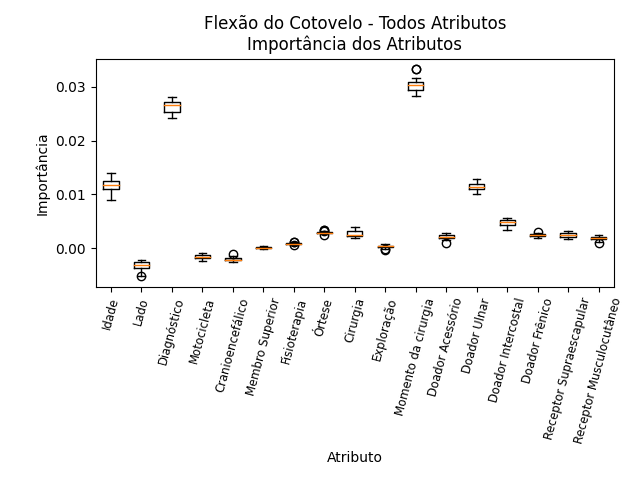 Flexão do Cotovelo - Todos Atributos
Importância dos Atributos
Importância
0.03
0.02
0.01
0.00
Idade
Lado
Diagnóstico
Motocicleta
Cranioencefálico
Membro Superior
Fisioterapia
Órtese
Cirurgia
Exploração
Momento da cirurgia
Doador Acessório
Doador Ulnar
Doador Intercostal
Doador Frênico
Receptor Supraescapular
Receptor Musculocutâneo
Atributo